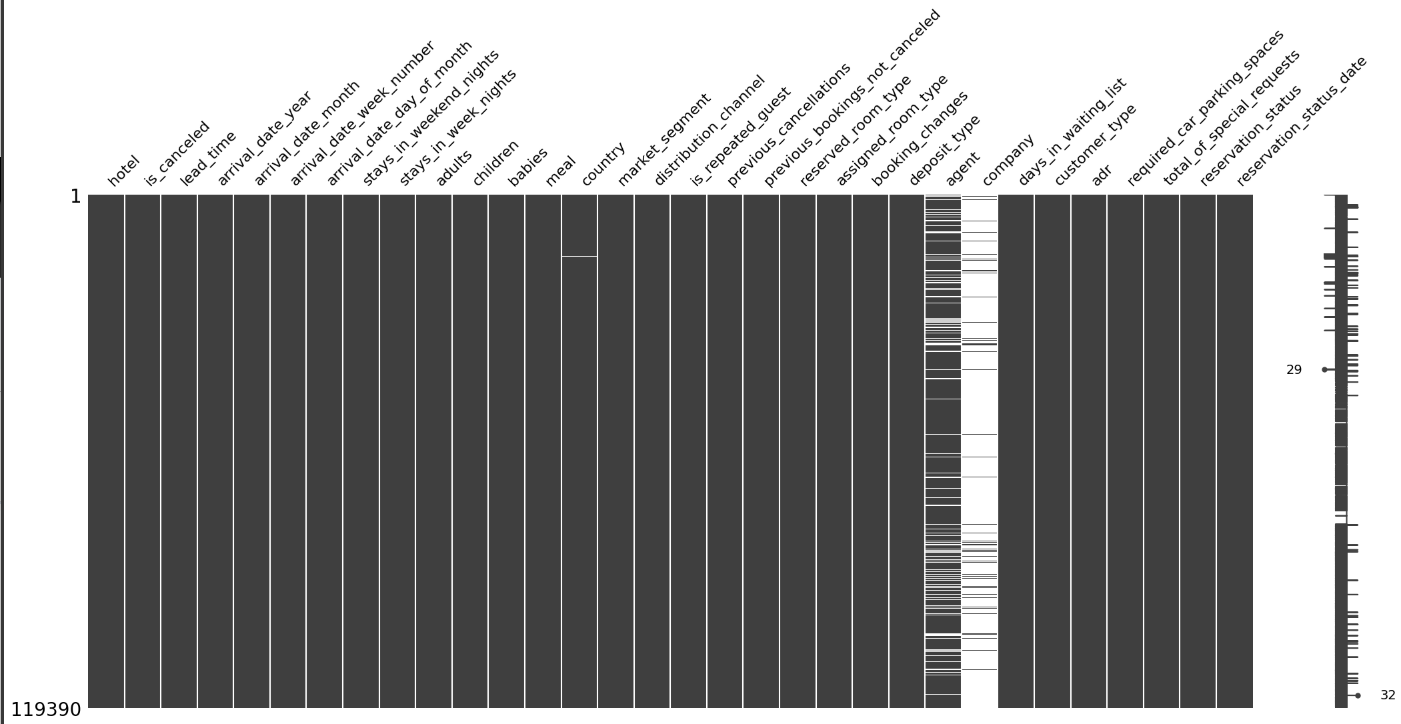 hotel
is_canceled
lead_time
arrival_date_year
arrival_date_month
arrival_date_week_number
arrival_date_day_of_month
stays_in_weekend_nights
stays_in_week_nights
adults
children
babies
meal
country
market_segment
distribution_channel
is_repeated_guest
previous_cancellations
previous_bookings_not_canceled
reserved_room_type
assigned_room_type
booking_changes
deposit_type
agent
company
days_in_waiting_list
customer_type
adr
required_car_parking_spaces
total_of_special_requests
reservation_status
reservation_status_date
1
29
32
119390